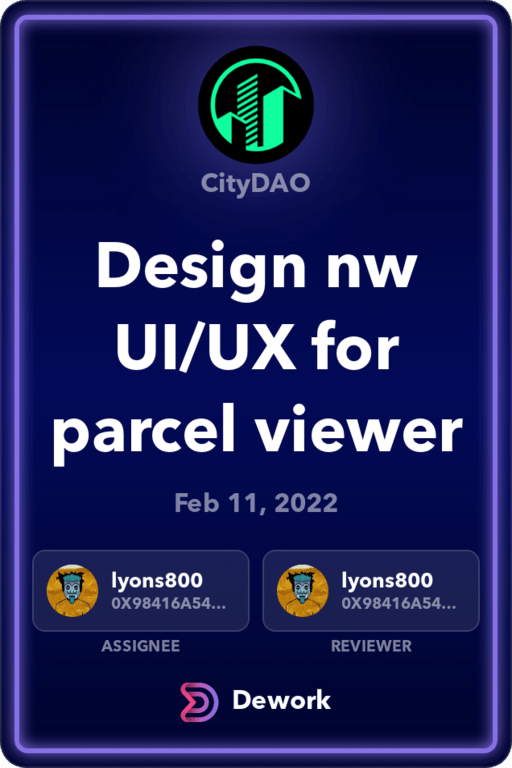 CityDAO
Design nw
UI/UX for
parcel viewer
Feb 11, 2022
lyons800
0X98416A54...
ASSIGNEE
lyons800
0X98416A54...
REVIEWER
Dework